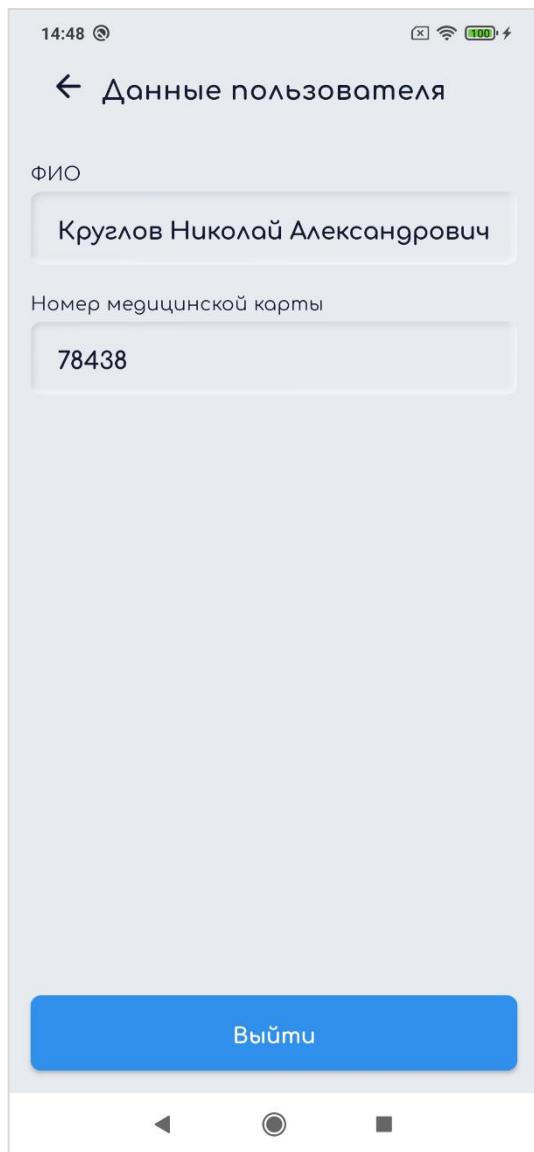 14:48
100
Данные пользователя
ФИО
Круглов Николай Александрович
Номер медицинской карты
78438
Выйти